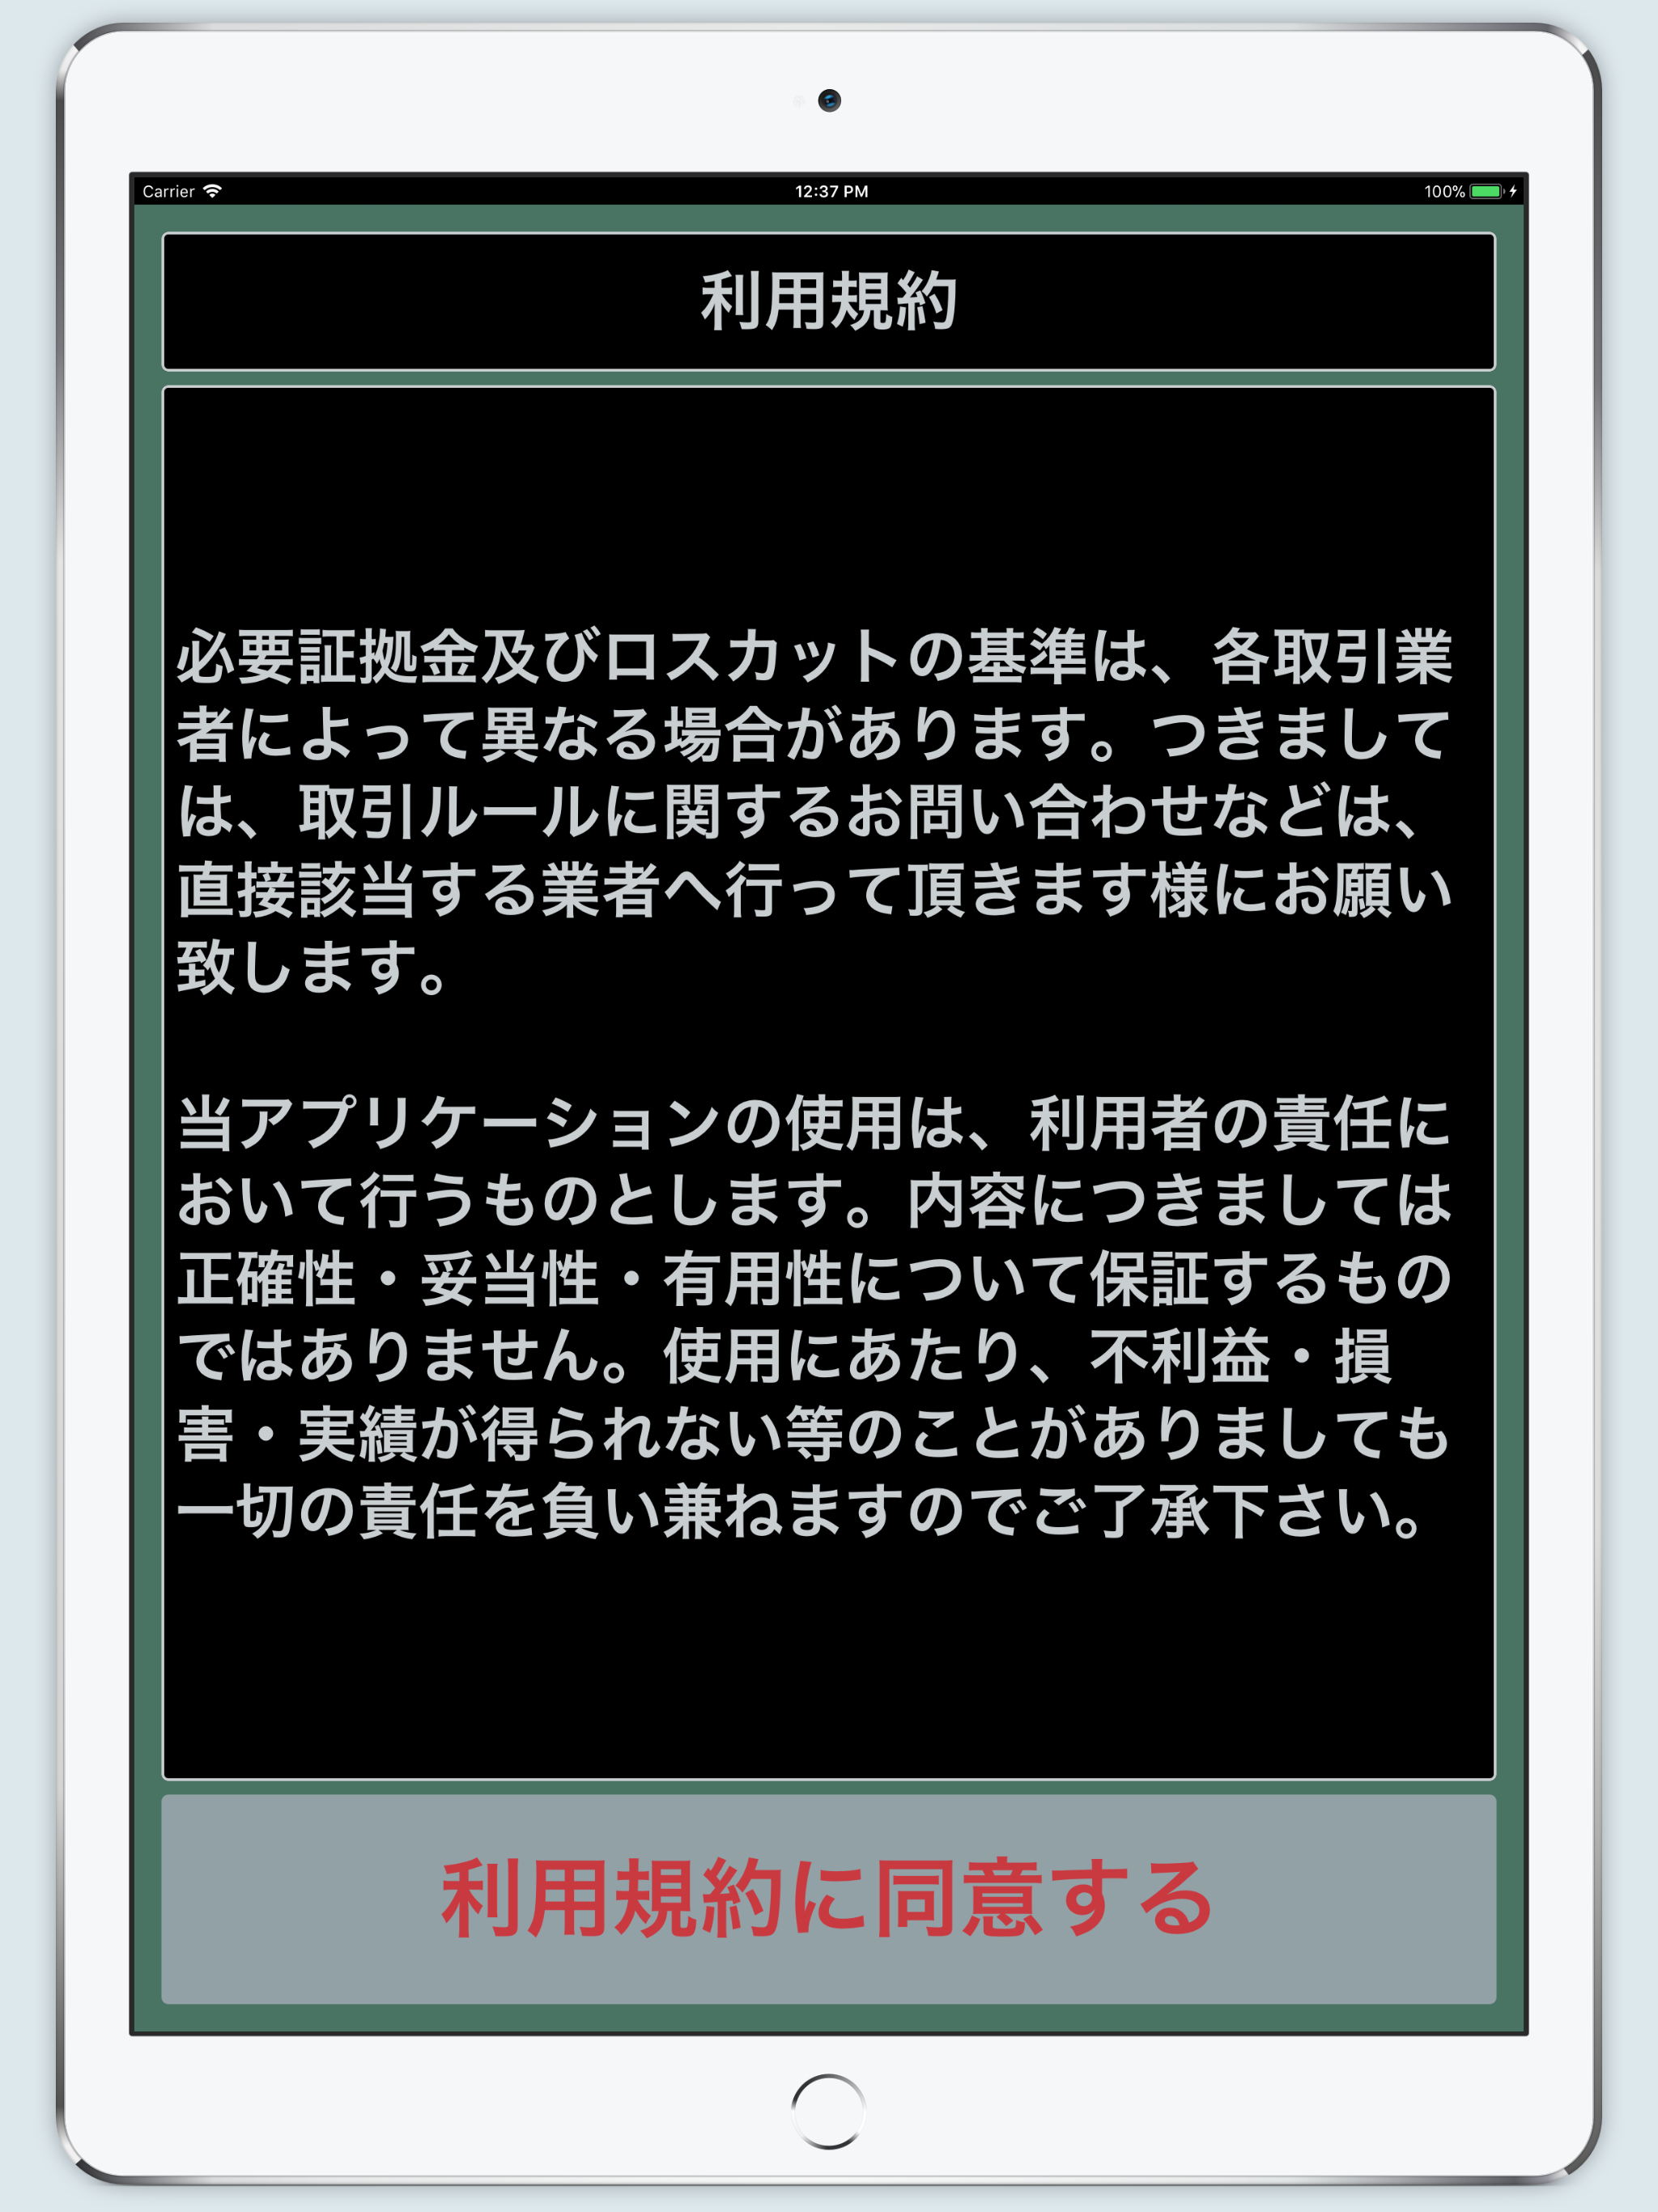 Carrier 12:37 PM 100%
利用規約
必要証拠金及びロスカットの基準は、各取引業
者によって異なる場合があります。つきまして
は、取引ルールに関するお問い合わせなどは、
直接該当する業者へ行って頂きます様にお願い
致します。
当アプリケーションの使用は、利用者の責任に
おいて行うものとします。内容につきましては
正確性・妥当性・有用性について保証するもの
ではありません。使用にあたり、不利益・損
害・実績が得られない等のことがありましても
一切の責任を負い兼ねますのでご了承下さい。
利用規約に同意する